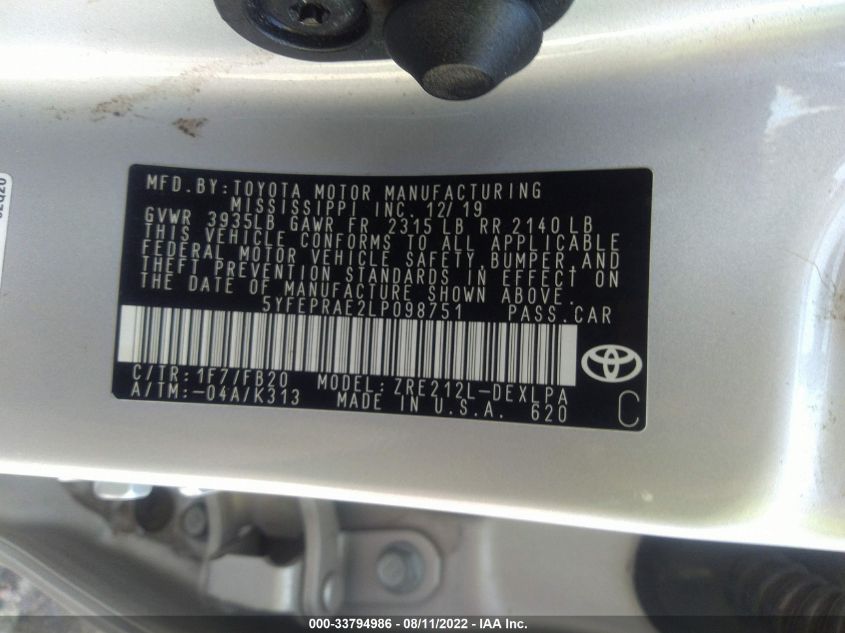 MFD. BY: TOYOTA MOTOR MANUFACTURING
MISSISSIPPI INC. 12/19
GVWR 3935LB GAWR FR 2315 LB RR 2140 LB
THIS VEHICLE CONFORMS TO ALL APPLICABLE
FEDERAL MOTOR VEHICLE SAFETY, BUMPER, AND
THEFT PREVENTION STANDARDS IN EFFECT ON
THE DATE OF MANUFACTURE SHOWN ABOVE.
5YFEPRAE2LP098751 PASS.CAR
C/TR: 1F7/FB20 MODEL: ZRE212L-DEXLPA
A/TM: -04A/K313 MADE IN U.S.A. 620
C
000-33794986 - 08/11/2022 - IAA Inc.